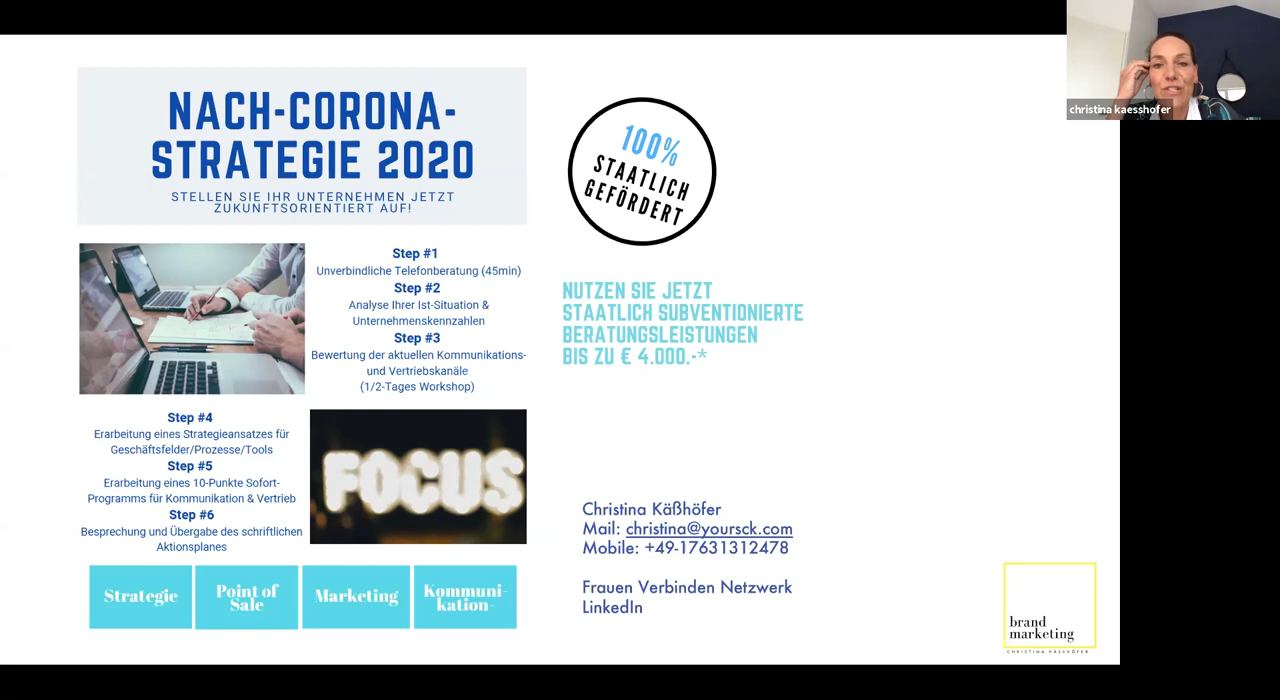 christina kaesshofer
NACH-CORONA-
STRATEGIE 2020
STELLEN SIE IHR UNTERNEHMEN JETZT
ZUKUNFTSORIENTIERT AUF!
100%
STAATLICH
GEFÖRDERT
Step #1
Unverbindliche Telefonberatung (45min)
Step #2
Analyse Ihrer Ist-Situation &
Unternehmenskennzahlen
Step #3
Bewertung der aktuellen Kommunikations-
und Vertriebskanäle
(1/2-Tages Workshop)
NUTZEN SIE JETZT
STAATLICH SUBVENTIONIERTE
BERATUNGSLEISTUNGEN
BIS ZU € 4.000.-*
Step #4
Erarbeitung eines Strategieansatzes für
Geschäftsfelder/Prozesse/Tools
Step #5
Erarbeitung eines 10-Punkte Sofort-
Programms für Kommunikation & Vertrieb
Step #6
Besprechung und Übergabe des schriftlichen
Aktionsplanes
FOCUS
Strategie
Point of
Sale
Marketing
Kommuni-
kation-
Christina Käßhöfer
Mail: christina@yoursck.com
Mobile: +49-17631312478
Frauen Verbinden Netzwerk
LinkedIn
brand
marketing
CHRISTINA KÄSSHÖFER